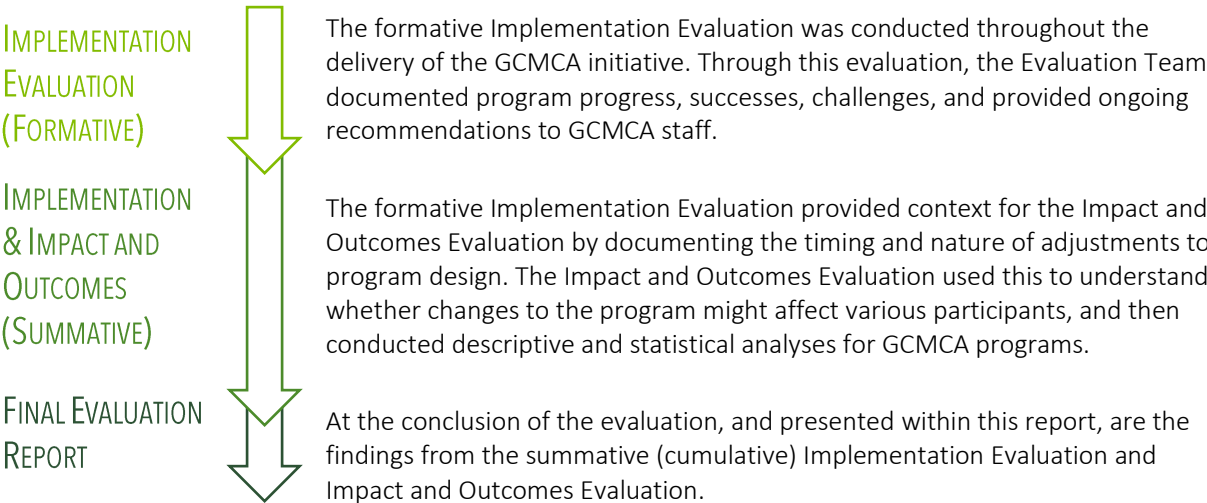 IMPLEMENTATION
EVALUATION
(FORMATIVE)
The formative Implementation Evaluation was conducted throughout the
delivery of the GCMCA initiative. Through this evaluation, the Evaluation Team
documented program progress, successes, challenges, and provided ongoing
recommendations to GCMCA staff.
IMPLEMENTATION
& IMPACT AND
OUTCOMES
(SUMMATIVE)
The formative Implementation Evaluation provided context for the Impact and
Outcomes Evaluation by documenting the timing and nature of adjustments to
program design. The Impact and Outcomes Evaluation used this to understand
whether changes to the program might affect various participants, and then
conducted descriptive and statistical analyses for GCMCA programs.
FINAL EVALUATION
REPORT
At the conclusion of the evaluation, and presented within this report, are the
findings from the summative (cumulative) Implementation Evaluation and
Impact and Outcomes Evaluation.